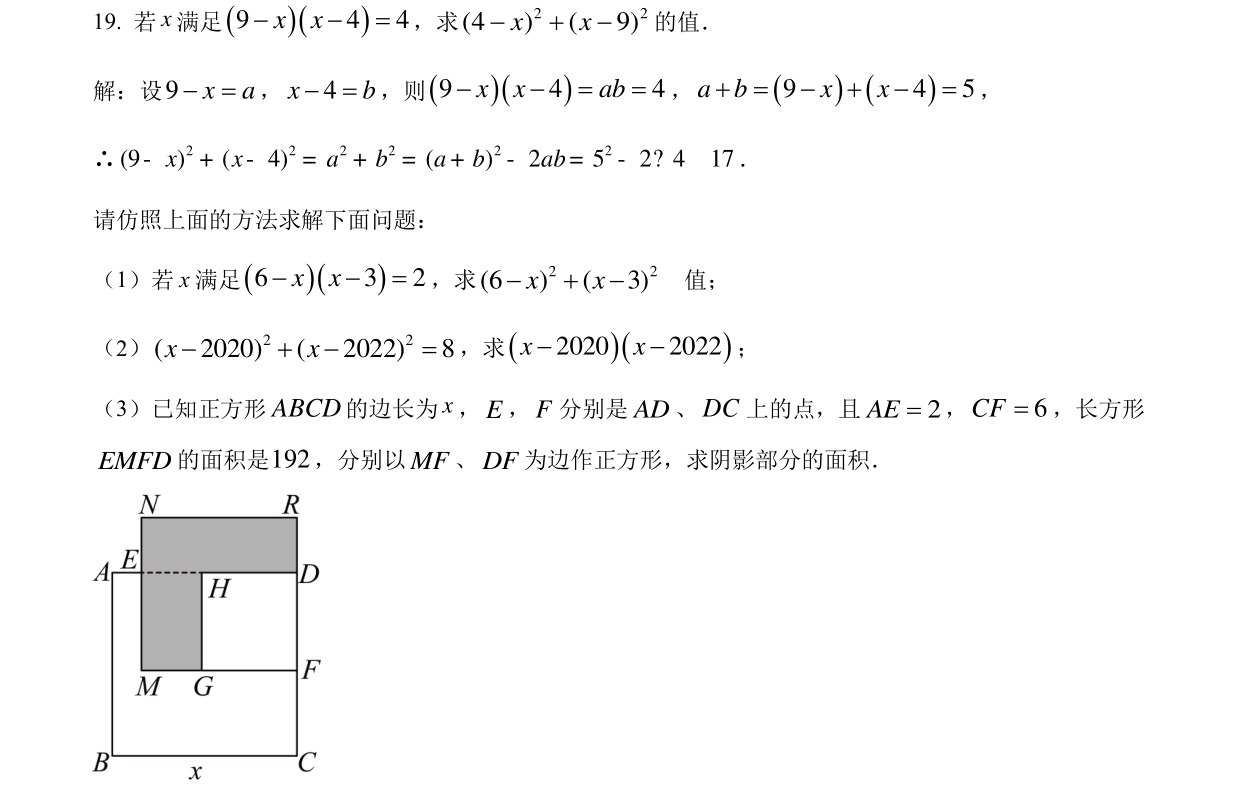 19. 若x满足(9−x)(x−4)=4，求(4−x)²+(x−9)²的值．
解：设9−x=a，x−4=b，则(9−x)(x−4)=ab=4，a+b=(9−x)+(x−4)=5，
∴(9- x)²+(x- 4)²=a²+b²=(a+b)²- 2ab=5²- 2? 4 17．
请仿照上面的方法求解下面问题：
（1）若x满足(6−x)(x−3)=2，求(6−x)²+(x−3)² 值；
（2）(x−2020)²+(x−2022)²=8，求(x−2020)(x−2022)；
（3）已知正方形ABCD的边长为x，E，F分别是AD、DC上的点，且AE=2，CF=6，长方形
EMFD的面积是192，分别以MF、DF为边作正方形，求阴影部分的面积．
N R
A E H D
M G F
B x C